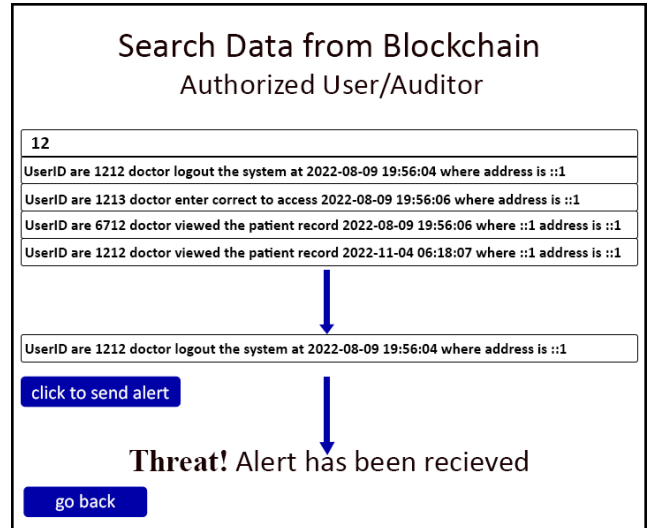 Search Data from Blockchain
Authorized User/Auditor
12
UserID are 1212 doctor logout the system at 2022-08-09 19:56:04 where address is ::1
UserID are 1213 doctor enter correct to access 2022-08-09 19:56:06 where address is ::1
UserID are 6712 doctor viewed the patient record 2022-08-09 19:56:06 where ::1 address is ::1
UserID are 1212 doctor viewed the patient record 2022-11-04 06:18:07 where ::1 address is ::1
UserID are 1212 doctor logout the system at 2022-08-09 19:56:04 where address is ::1
click to send alert
Threat! Alert has been recieved
go back